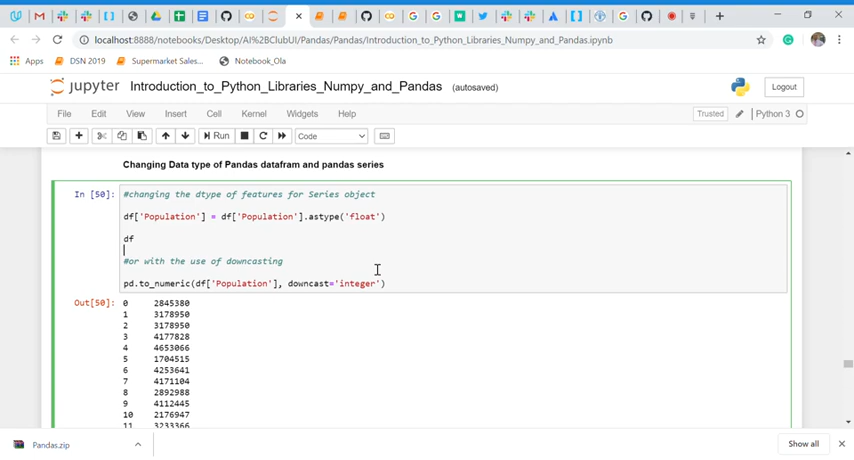 localhost:8888/notebooks/Desktop/AI%2BClubUI/Pandas/Pandas/Introduction_to_Python_Libraries_Numpy_and_Pandas.ipynb
Apps DSN 2019 Supermarket Sales... Notebook_Ola
jupyter Introduction_to_Python_Libraries_Numpy_and_Pandas (autosaved) Logout
File Edit View Insert Cell Kernel Widgets Help Trusted Python 3
Run Code
Changing Data type of Pandas datafram and pandas series
In [50]: #changing the dtype of features for Series object
df['Population'] = df['Population'].astype('float')
df
#or with the use of downcasting
pd.to_numeric(df['Population'], downcast='integer')
Out[50]: 0 2845380
1 3178950
2 3178950
3 4177828
4 4653066
5 1704515
6 4253641
7 4171104
8 2892988
9 4112445
10 2176947
11 3233366
Pandas.zip Show all